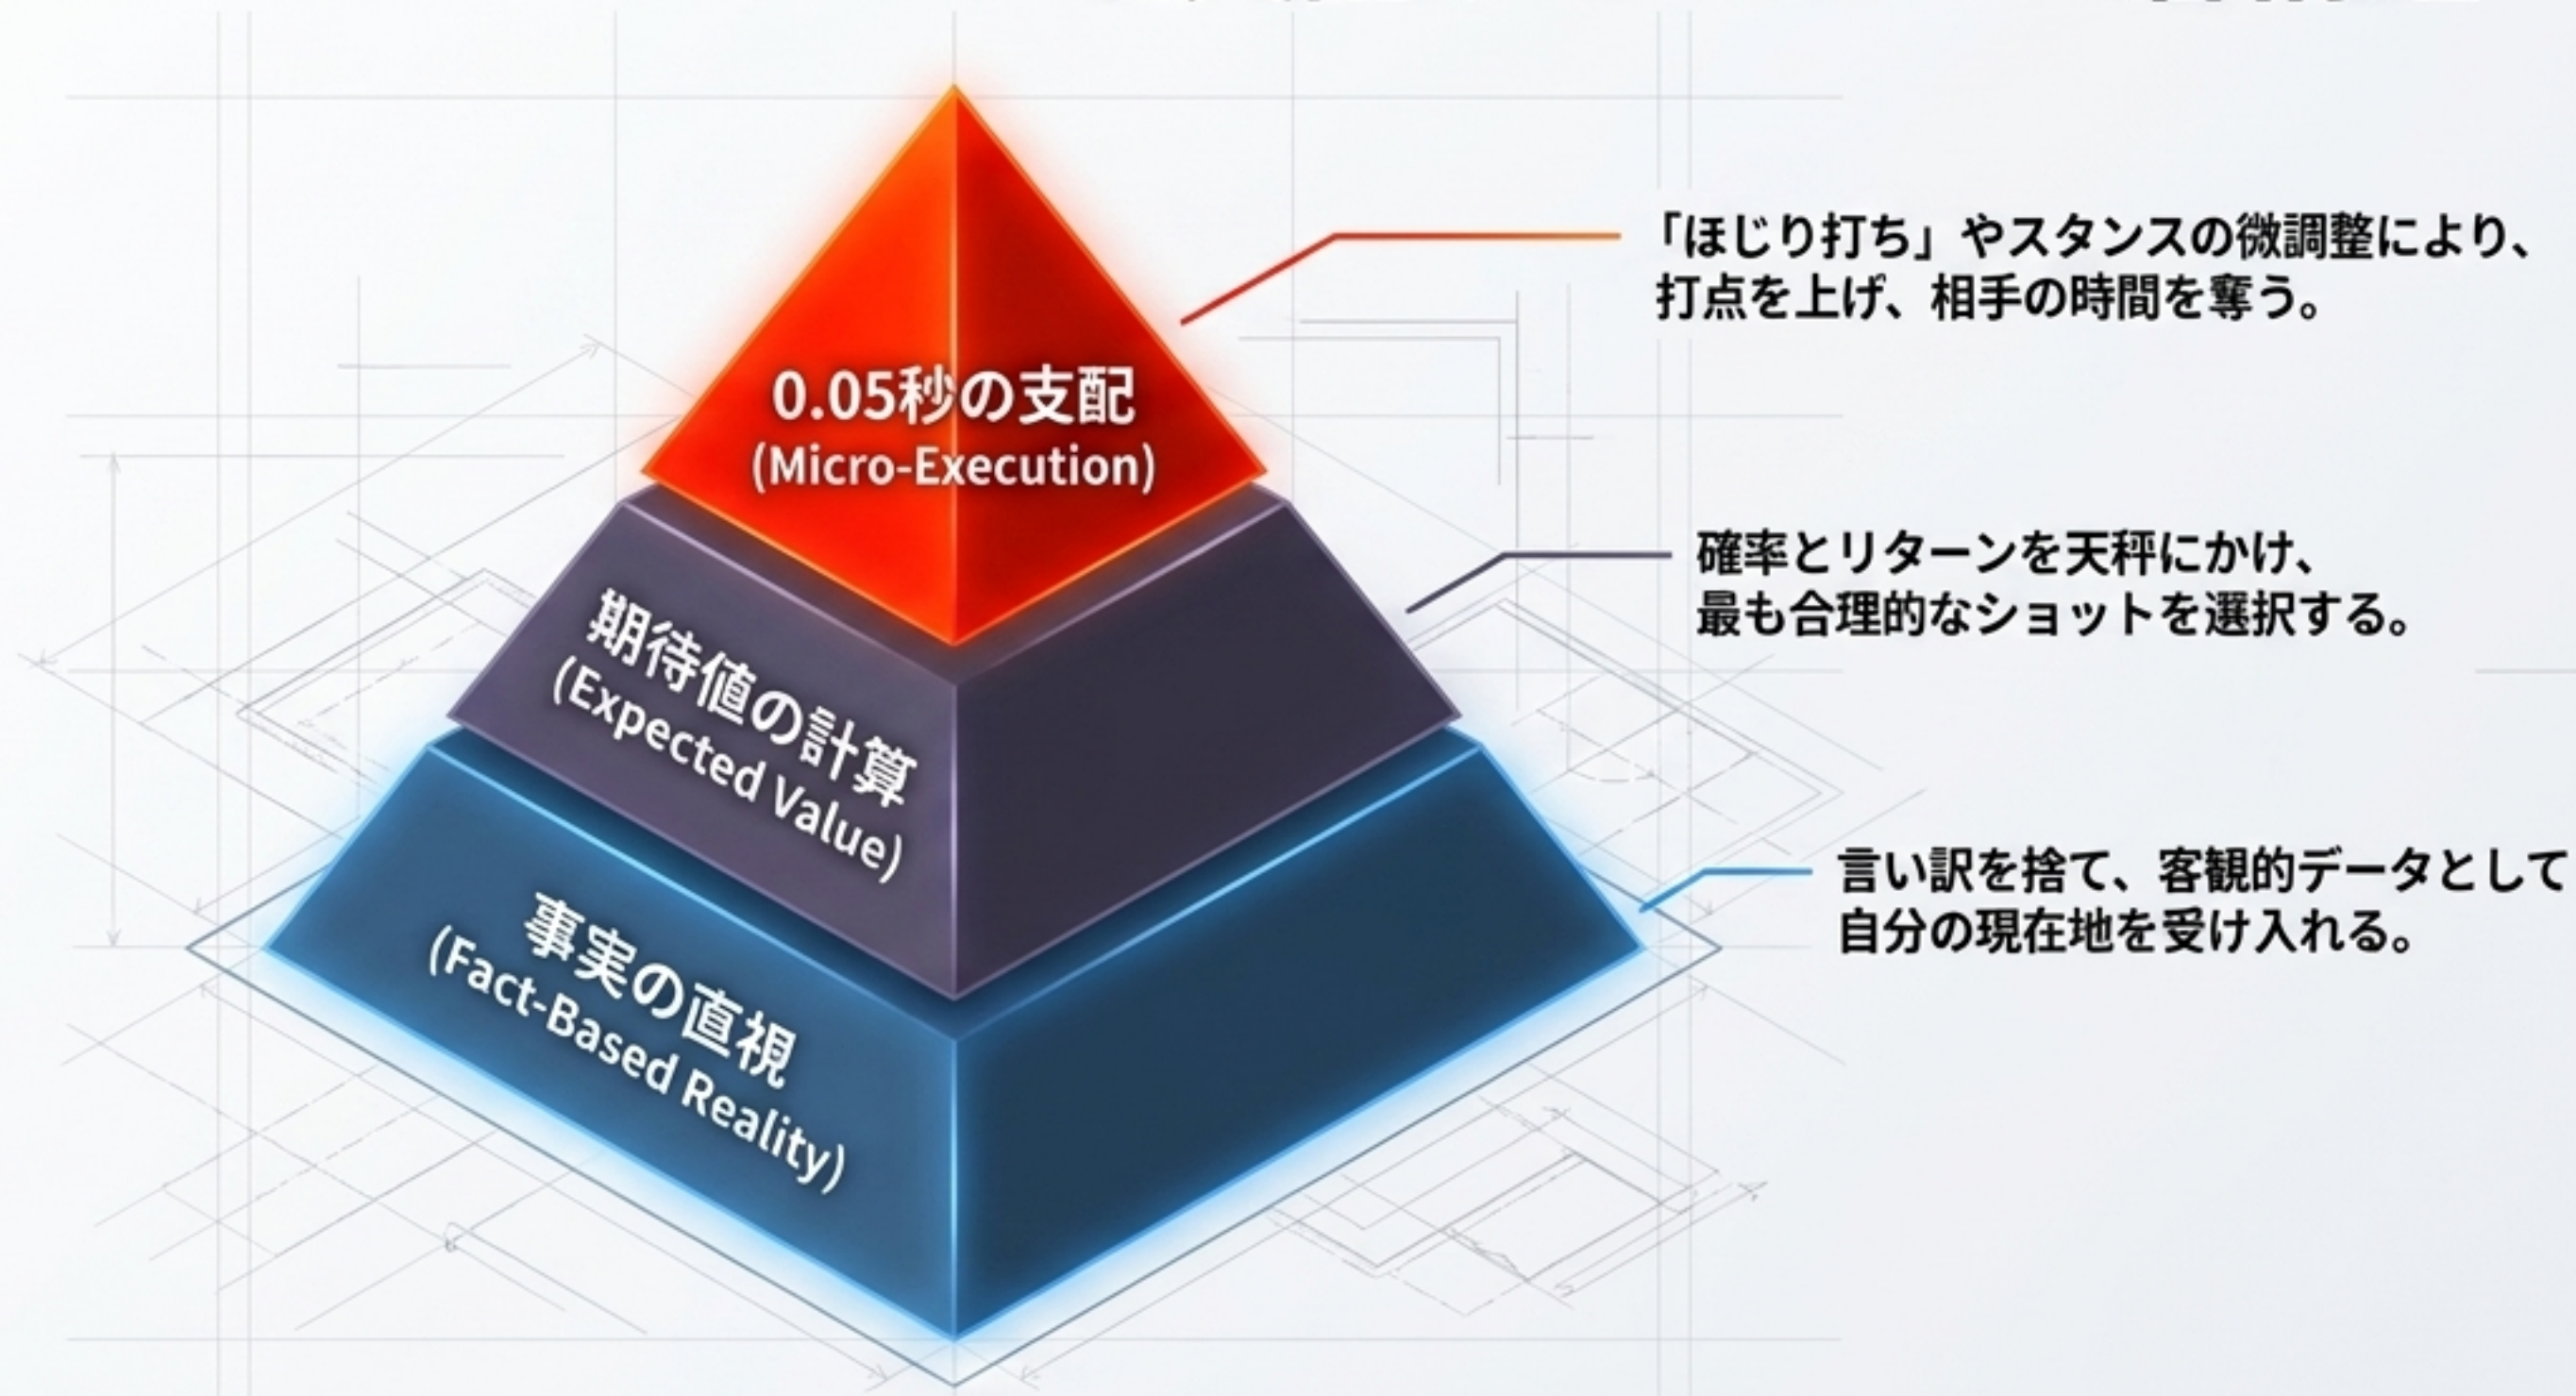 0.05秒の支配
(Micro-Execution)
「ほじり打ち」やスタンスの微調整により、
打点を上げ、相手の時間を奪う。
期待値の計算
(Expected Value)
確率とリターンを天秤にかけ、
最も合理的なショットを選択する。
事実の直視
(Fact-Based Reality)
言い訳を捨て、客観的データとして
自分の現在地を受け入れる。